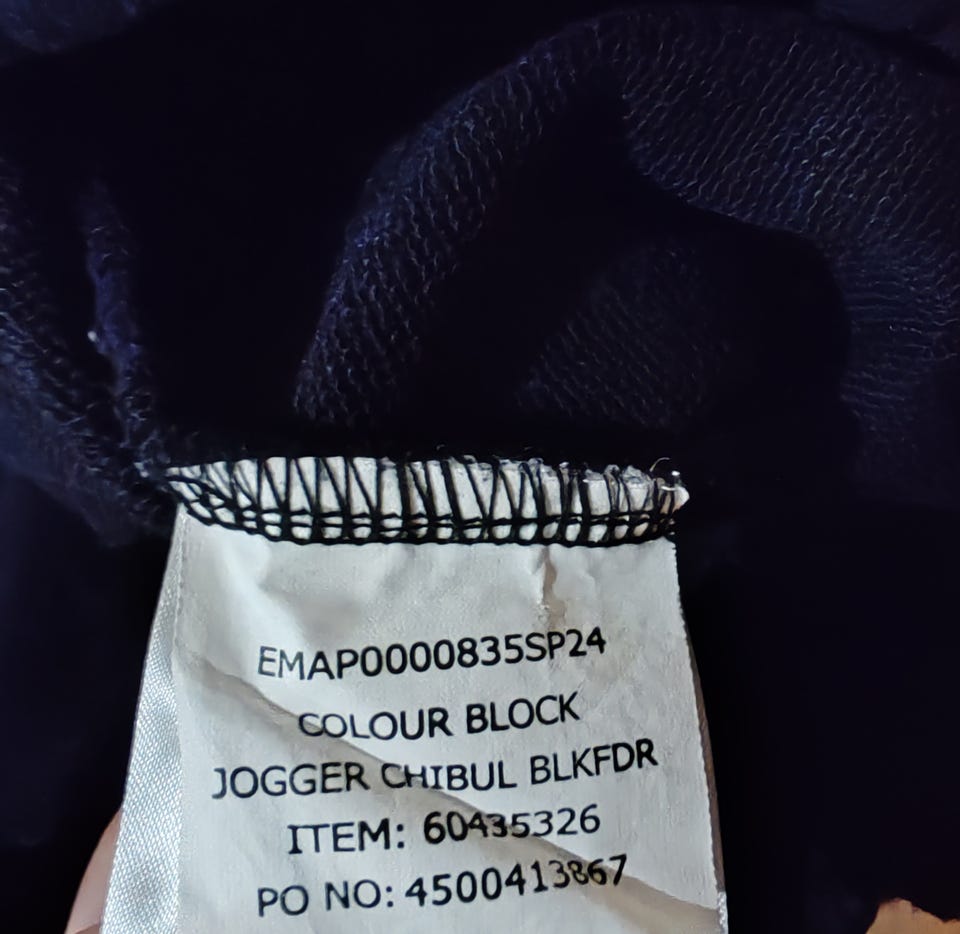 EMAP0000835SP24
COLOUR BLOCK
JOGGER CHIBUL BLKFDR
ITEM: 60435326
PO NO: 4500413867